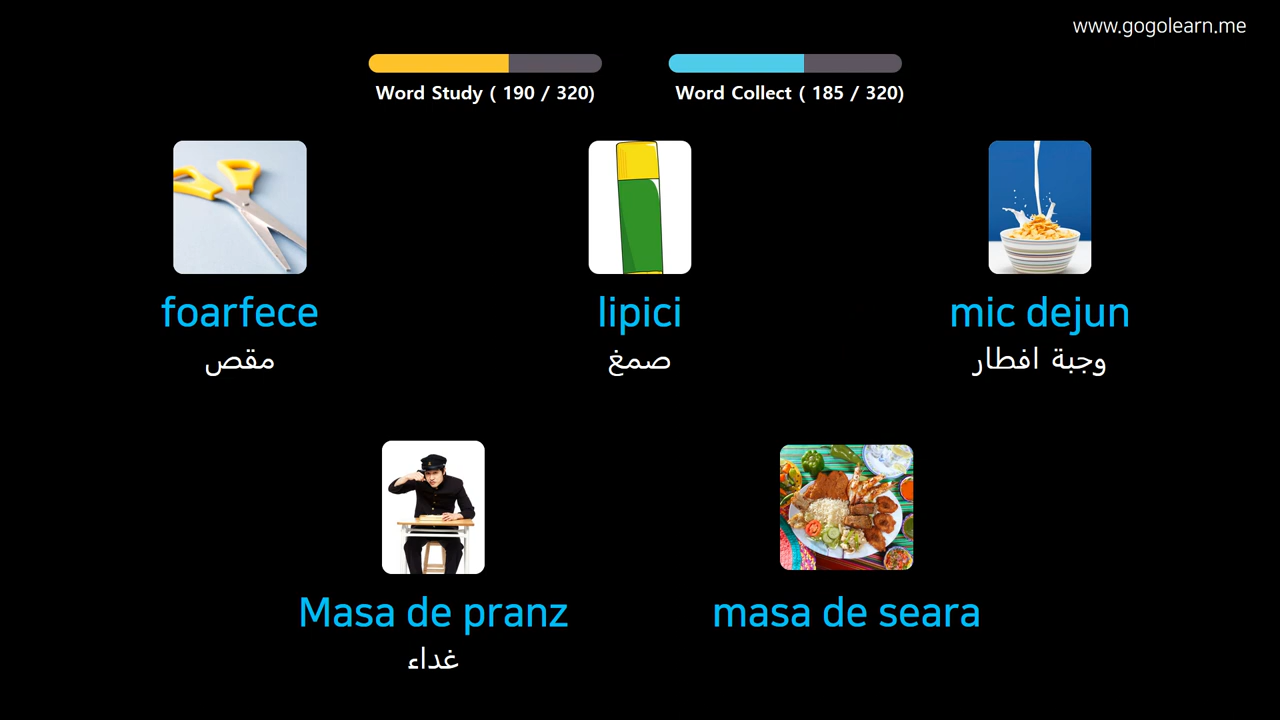 www.gogolearn.me
Word Study ( 190 / 320)
Word Collect ( 185 / 320)
foarfece
مقص
lipici
صمغ
mic dejun
وجبة افطار
Masa de pranz
غداء
masa de seara